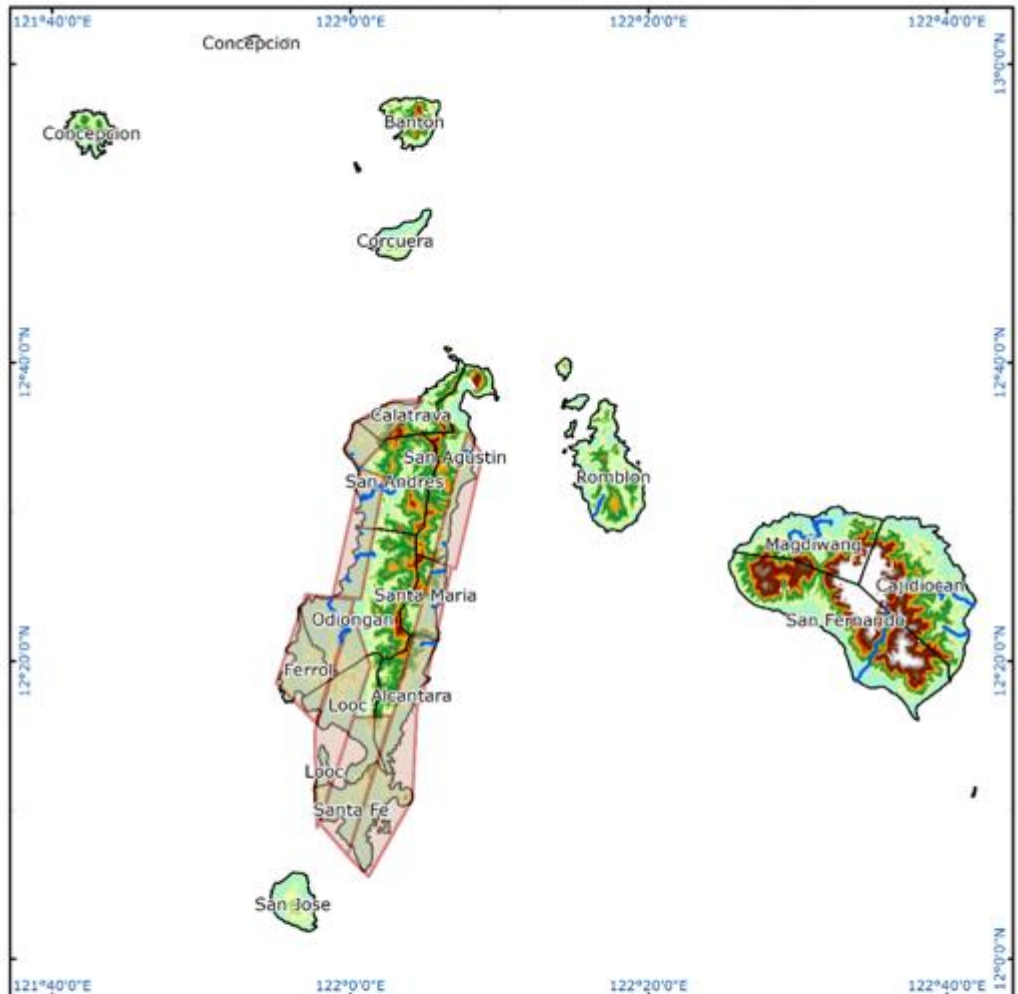 121°40'0"E 122°0'0"E 122°20'0"E 122°40'0"E
Concepcion
13°0'0"N
Concepcion
Banton
Corcuera
12°40'0"N 12°40'0"N
Calatrava
San Agustin
San Andres
Romblon
Magdiwang
Cajidiocan
Santa Maria
Odiongan
San Fernando
12°20'0"N 12°20'0"N
Ferrol
Alcantara
Looc
Looc
Santa Fe
San Jose
12°0'0"N
121°40'0"E 122°0'0"E 122°20'0"E 122°40'0"E